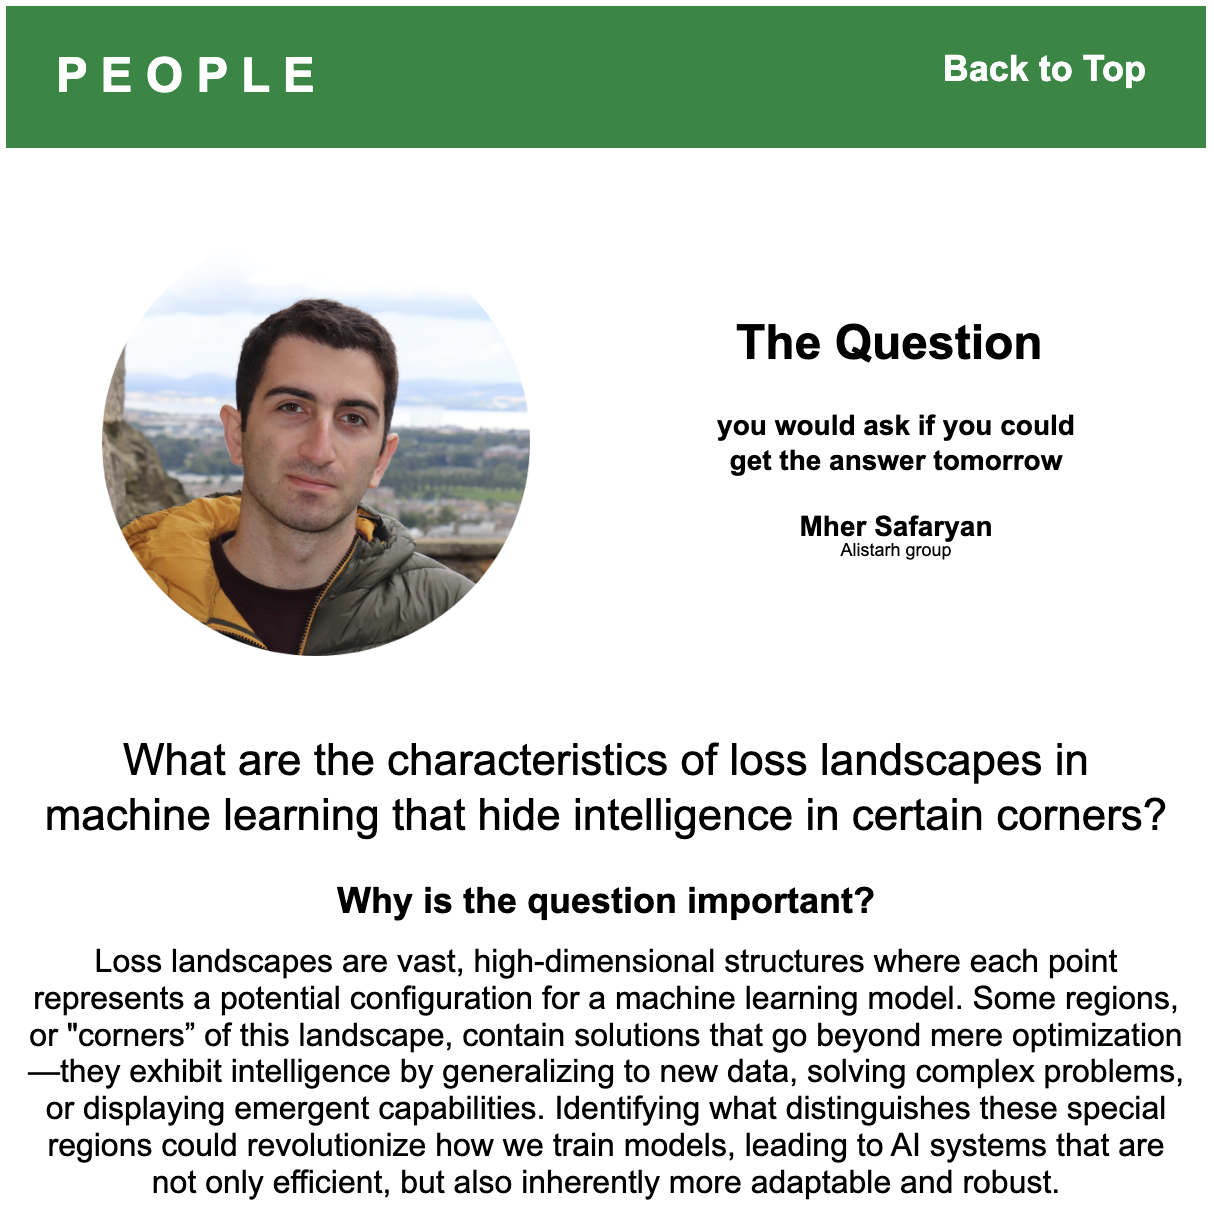 PEOPLE
Back to Top
The Question
you would ask if you could
get the answer tomorrow
Mher Safaryan
Alistarh group
What are the characteristics of loss landscapes in
machine learning that hide intelligence in certain corners?
Why is the question important?
Loss landscapes are vast, high-dimensional structures where each point
represents a potential configuration for a machine learning model. Some regions,
or "corners” of this landscape, contain solutions that go beyond mere optimization
—they exhibit intelligence by generalizing to new data, solving complex problems,
or displaying emergent capabilities. Identifying what distinguishes these special
regions could revolutionize how we train models, leading to AI systems that are
not only efficient, but also inherently more adaptable and robust.